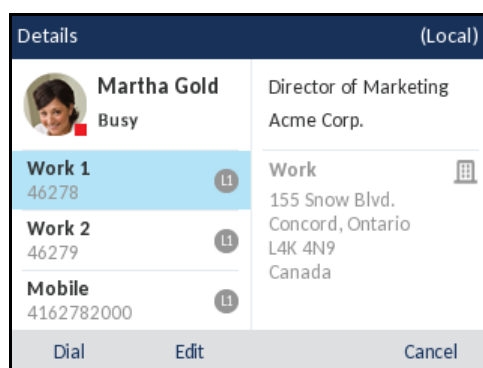 Details (Local)
Martha Gold
Busy
Work 1
46278
L1
Work 2
46279
L1
Mobile
4162782000
L1
Director of Marketing
Acme Corp.
Work
155 Snow Blvd.
Concord, Ontario
L4K 4N9
Canada
Dial Edit Cancel